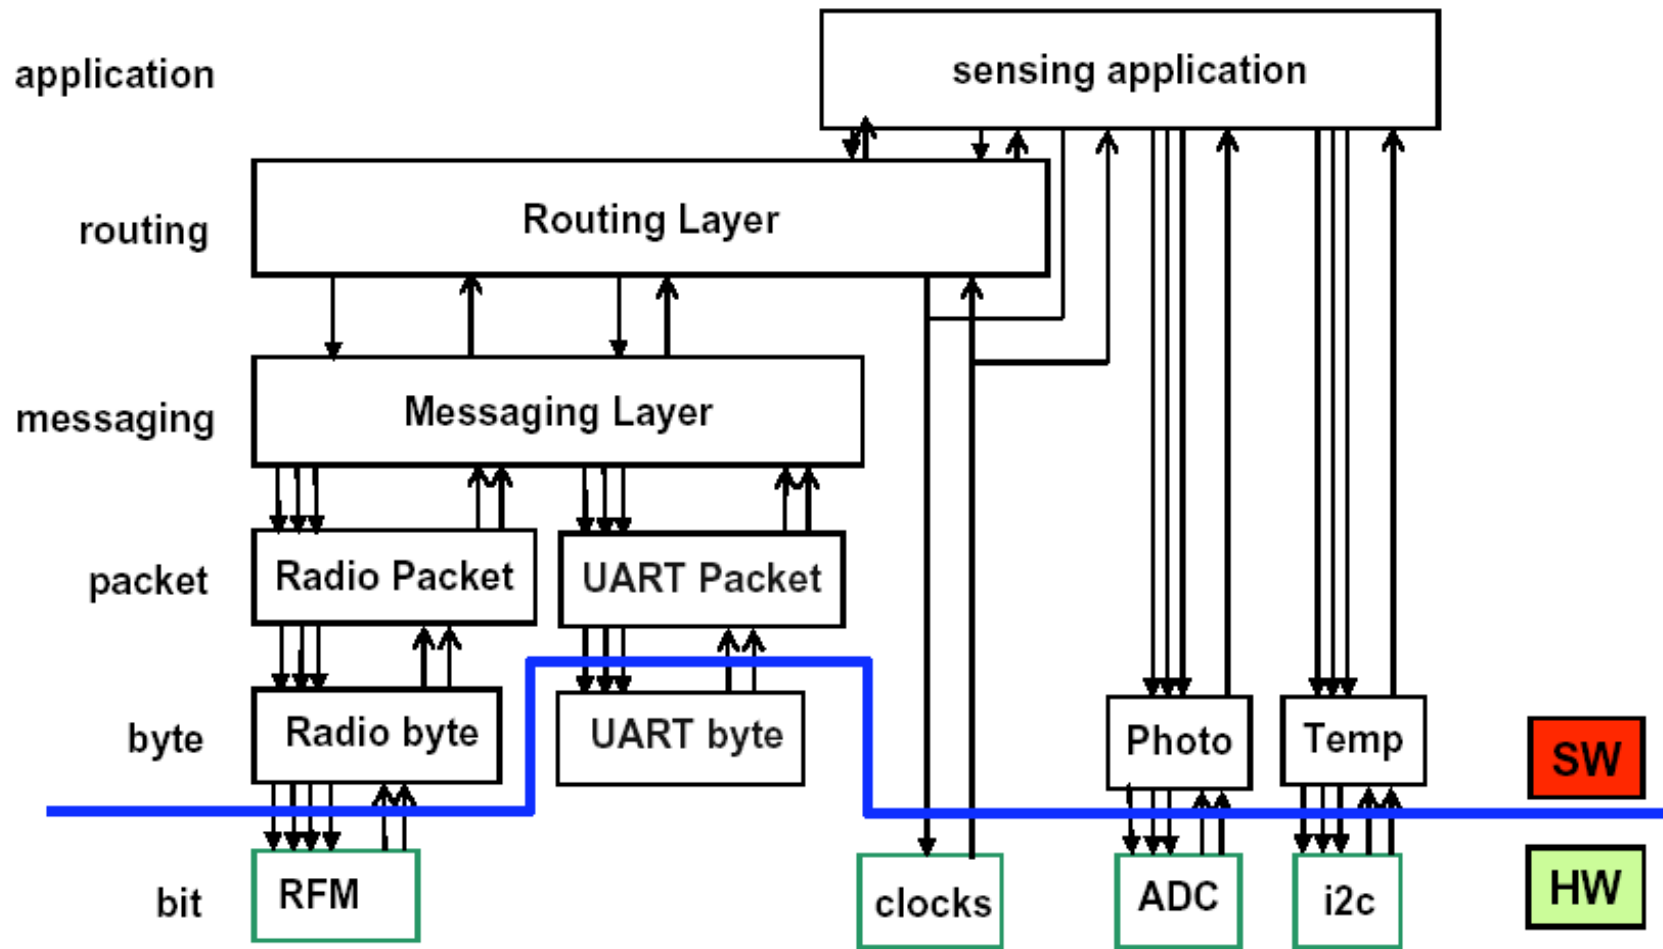 application
sensing application
routing
Routing Layer
messaging
Messaging Layer
packet
Radio Packet
UART Packet
byte
Radio byte
UART byte
Photo
Temp
SW
bit
RFM
clocks
ADC
i2c
HW